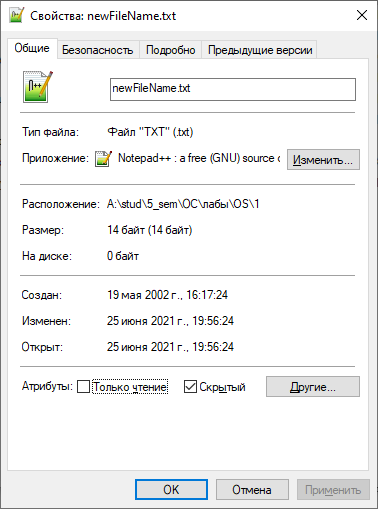 Свойства: newFileName.txt
Общие Безопасность Подробно Предыдущие версии
newFileName.txt
Тип файла: Файл "TXT" (.txt)
Приложение: Notepad++ : a free (GNU) source c Изменить...
Расположение: A:\stud\5_sem\ОС\лабы\OS\1
Размер: 14 байт (14 байт)
На диске: 0 байт
Создан: 19 мая 2002 г., 16:17:24
Изменен: 25 июня 2021 г., 19:56:24
Открыт: 25 июня 2021 г., 19:56:24
Атрибуты: Только чтение Скрытый Другие...
OK Отмена Применить